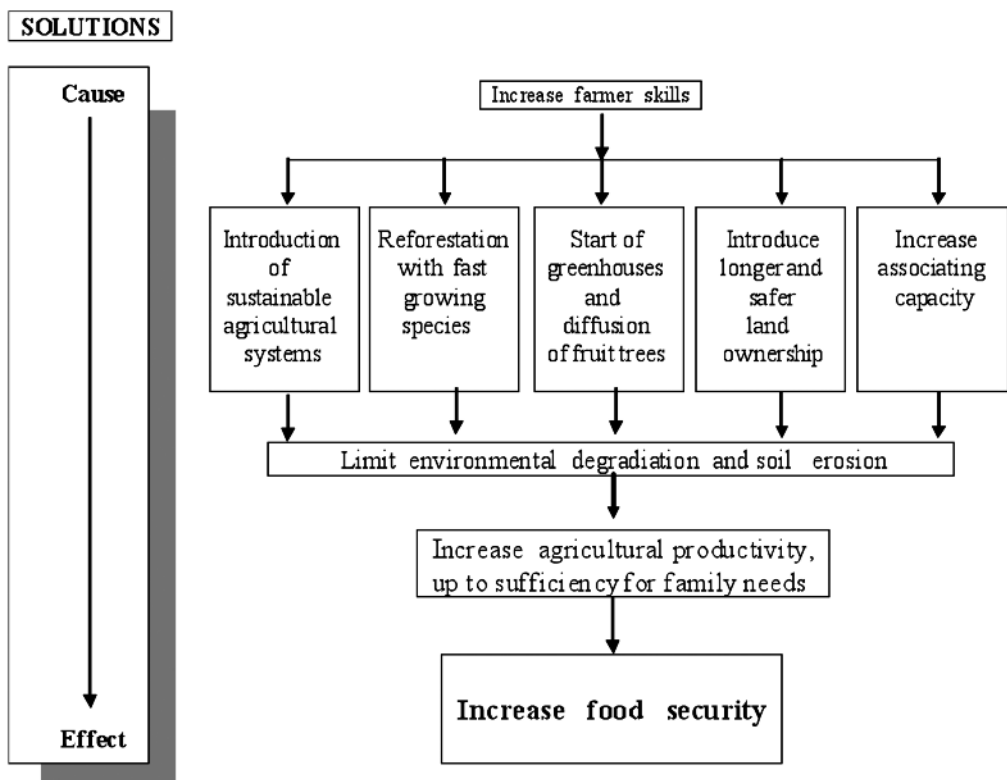 SOLUTIONS
Cause
Increase farmer skills
Introduction
of
sustainable
agricultural
systems
Reforestation
with fast
growing
species
Start of
greenhouses
and
diffusion
of fruit trees
Introduce
longer and
safer
land
ownership
Increase
associating
capacity
Limit environmental degradation and soil erosion
Increase agricultural productivity,
up to sufficiency for family needs
Increase food security
Effect